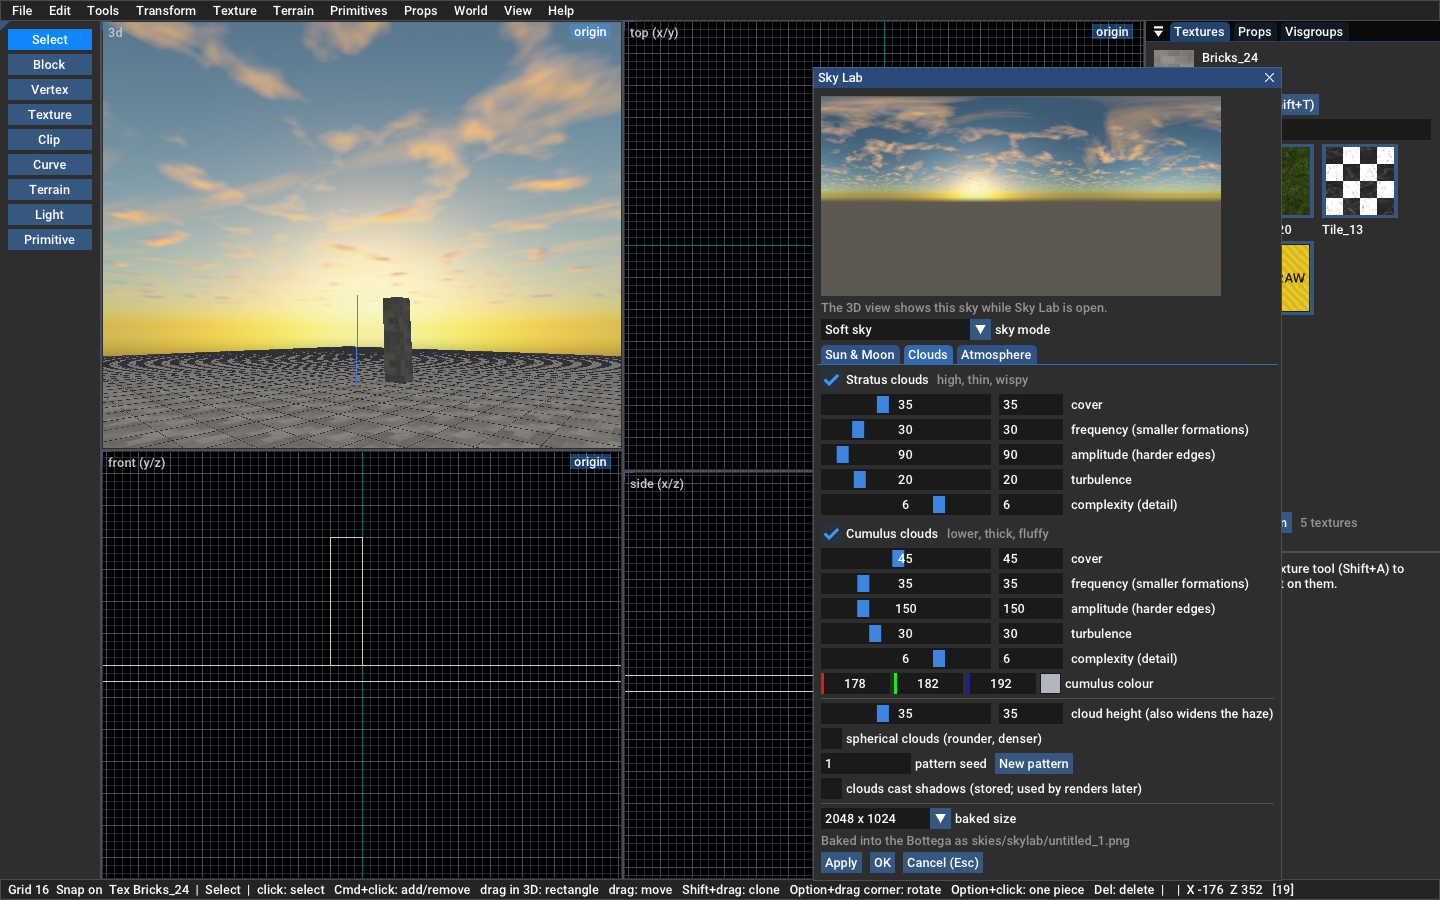 File Edit Tools Transform Texture Terrain Primitives Props World View Help
Select
Block
Vertex
Texture
Clip
Curve
Terrain
Light
Primitive
3d origin
top (x/y) origin
front (y/z) origin
side (x/z)
Textures Props Visgroups
Bricks_24
ift+T)
20 Tile_13
RAW
n 5 textures
xture tool (Shift+A) to
t on them.
Sky Lab
The 3D view shows this sky while Sky Lab is open.
Soft sky sky mode
Sun & Moon Clouds Atmosphere
Stratus clouds high, thin, wispy
35 35 cover
30 30 frequency (smaller formations)
90 90 amplitude (harder edges)
20 20 turbulence
6 6 complexity (detail)
Cumulus clouds lower, thick, fluffy
45 45 cover
35 35 frequency (smaller formations)
150 150 amplitude (harder edges)
30 30 turbulence
6 6 complexity (detail)
178 182 192 cumulus colour
35 35 cloud height (also widens the haze)
spherical clouds (rounder, denser)
1 pattern seed New pattern
clouds cast shadows (stored; used by renders later)
2048 x 1024 baked size
Baked into the Bottega as skies/skylab/untitled_1.png
Apply OK Cancel (Esc)
Grid 16 Snap on Tex Bricks_24 | Select | click: select Cmd+click: add/remove drag in 3D: rectangle drag: move Shift+drag: clone Option+drag corner: rotate Option+click: one piece Del: delete | | X -176 Z 352 [19]